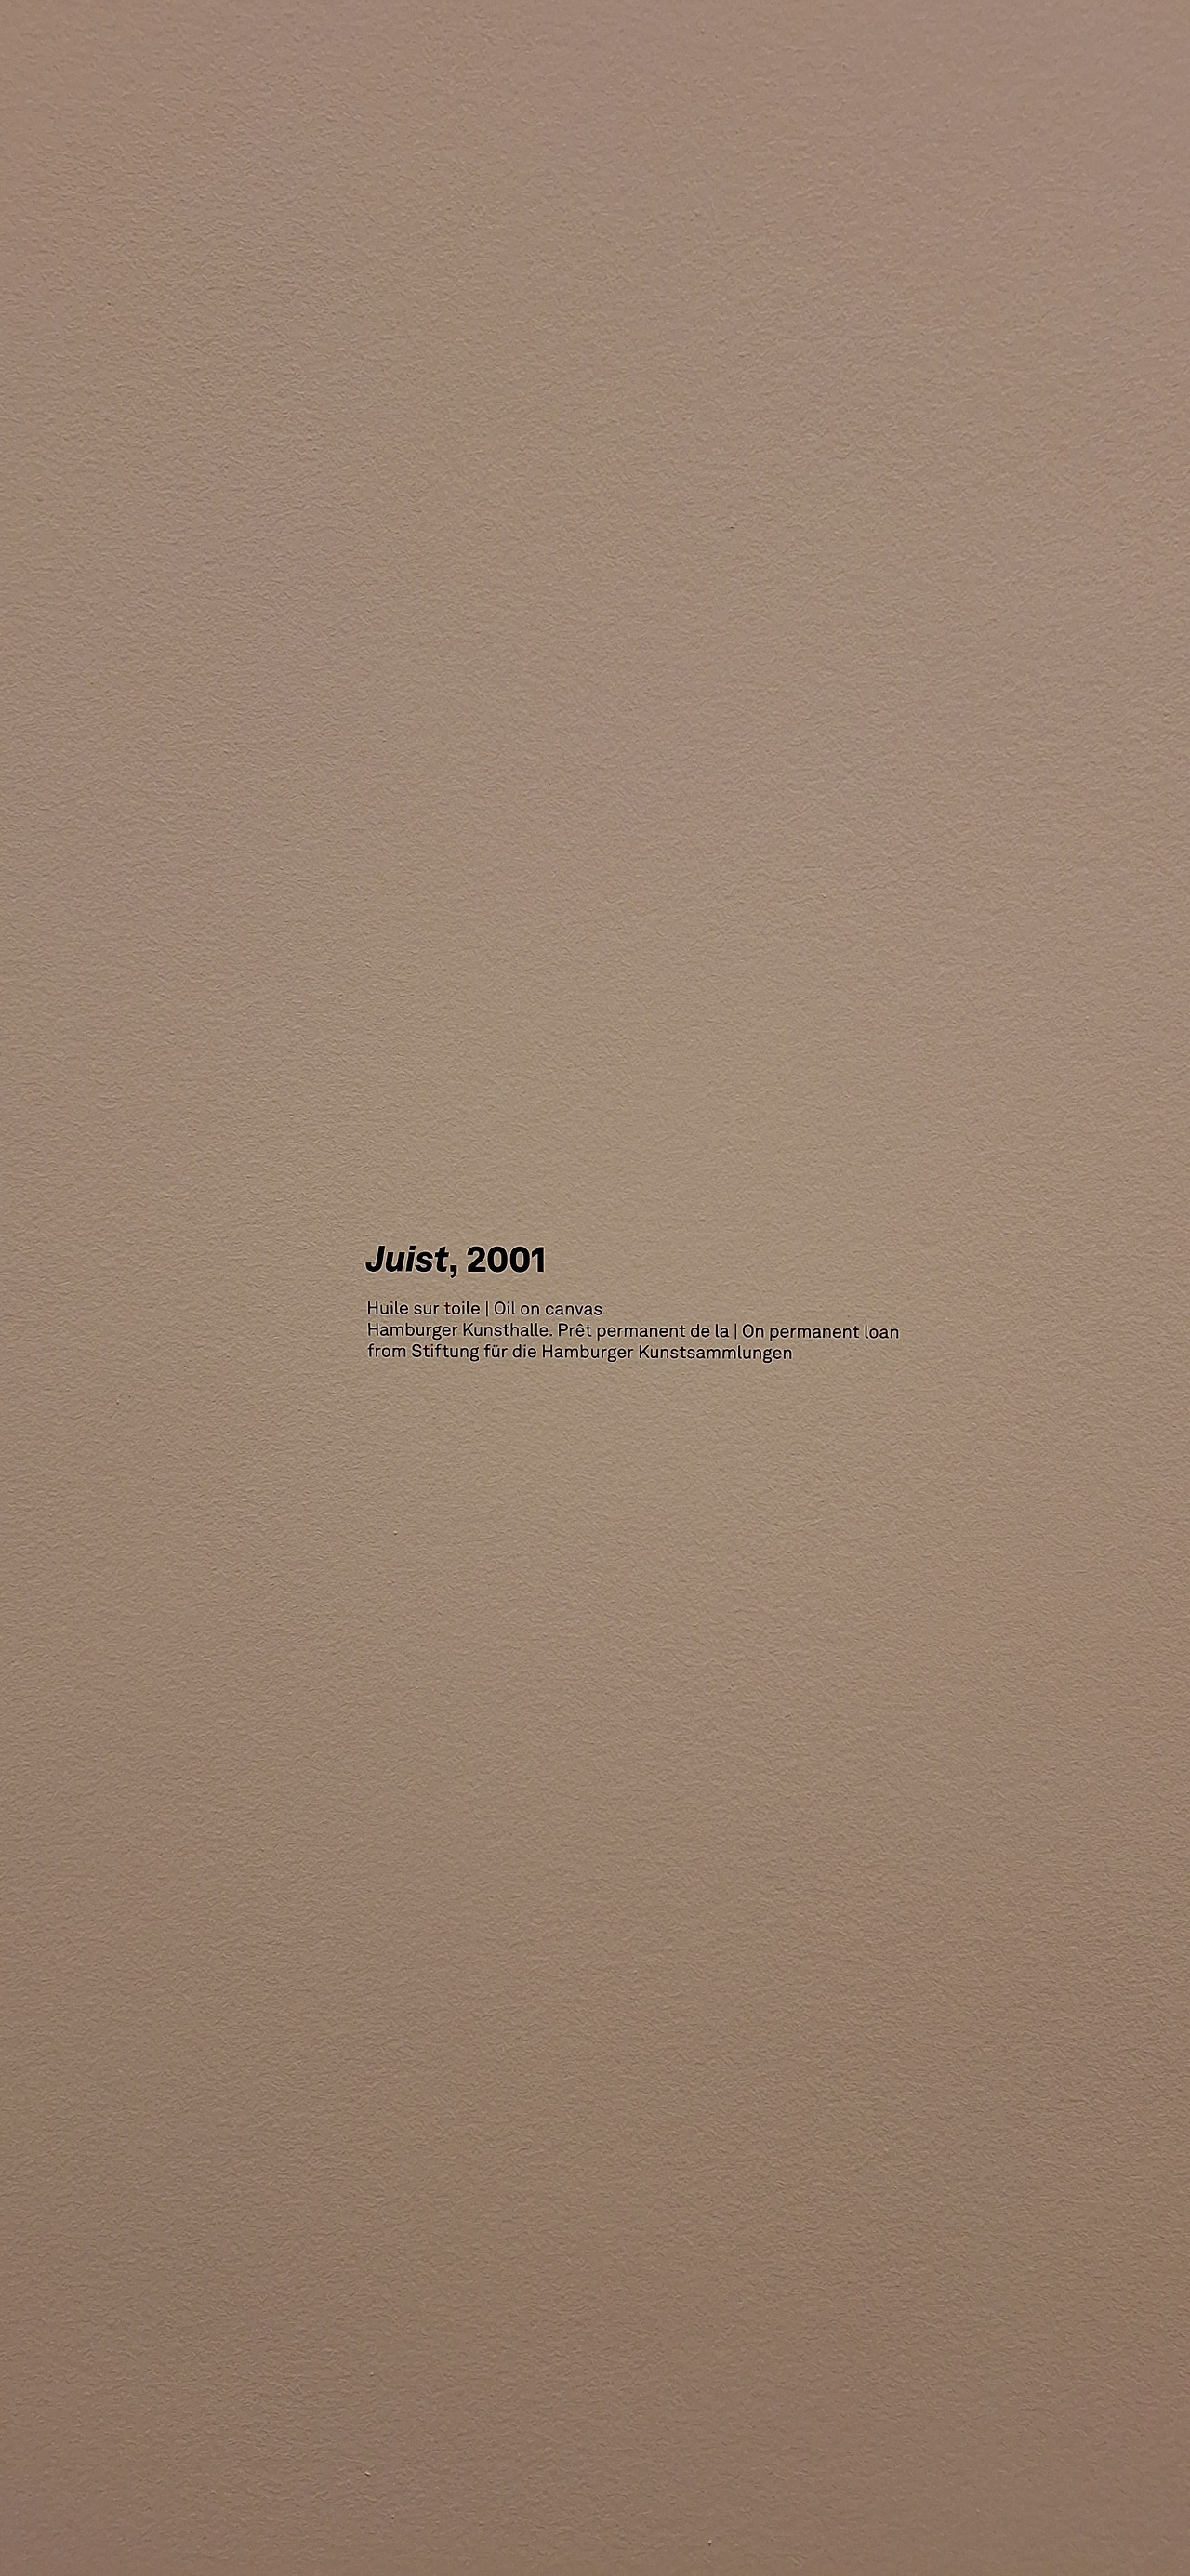 Juist, 2001
Huile sur toile | Oil on canvas
Hamburger Kunsthalle. Prêt permanent de la | On permanent loan
from Stiftung für die Hamburger Kunstsammlungen